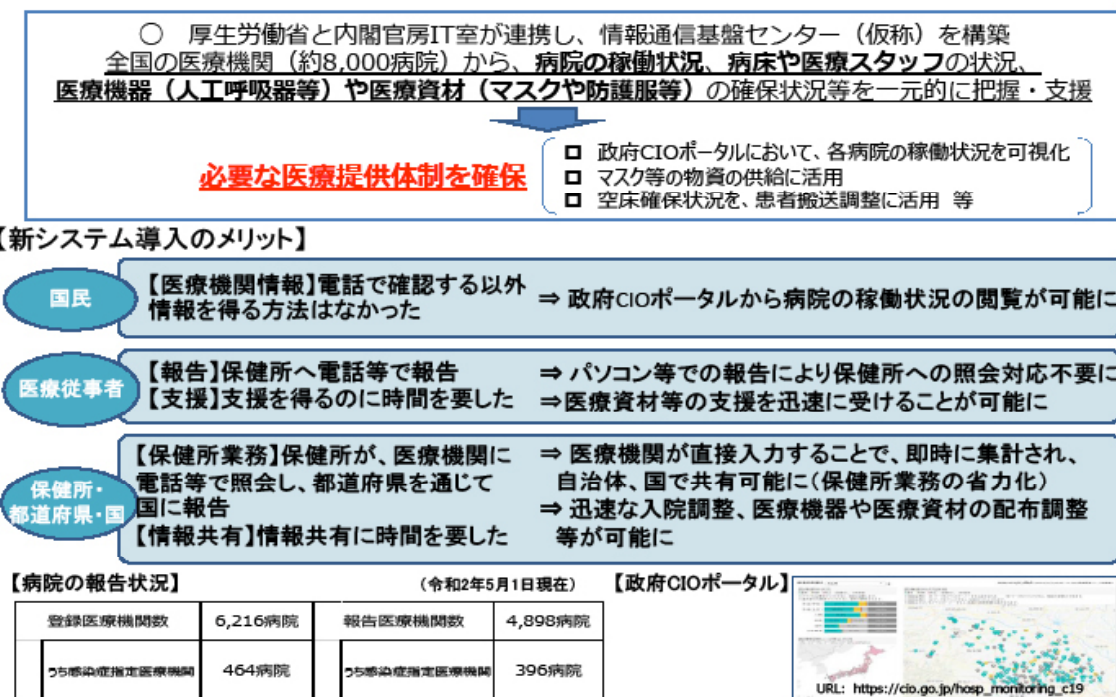 ○ 厚生労働省と内閣官房IT室が連携し、情報通信基盤センター（仮称）を構築
全国の医療機関（約8,000病院）から、病院の稼働状況、病床や医療スタッフの状況、
医療機器（人工呼吸器等）や医療資材（マスクや防護服等）の確保状況等を一元的に把握・支援
必要な医療提供体制を確保
政府CIOポータルにおいて、各病院の稼働状況を可視化
マスク等の物資の供給に活用
空床確保状況を、患者搬送調整に活用 等
【新システム導入のメリット】
国民
【医療機関情報】電話で確認する以外
情報を得る方法はなかった
⇒ 政府CIOポータルから病院の稼働状況の閲覧が可能に
医療従事者
【報告】保健所へ電話等で報告
【支援】支援を得るのに時間を要した
⇒ パソコン等での報告により保健所への照会対応不要に
⇒医療資材等の支援を迅速に受けることが可能に
保健所・
都道府県・国
【保健所業務】保健所が、医療機関に
電話等で照会し、都道府県を通じて
国に報告
【情報共有】情報共有に時間を要した
⇒ 医療機関が直接入力することで、即時に集計され、
自治体、国で共有可能に（保健所業務の省力化）
⇒ 迅速な入院調整、医療機器や医療資材の配布調整
等が可能に
【病院の報告状況】
（令和2年5月1日現在）
登録医療機関数 6,216病院 報告医療機関数 4,898病院
うち感染症指定医療機関 464病院 うち感染症指定医療機関 396病院
【政府CIOポータル】
URL: https://cio.go.jp/hosp_monitoring_c19